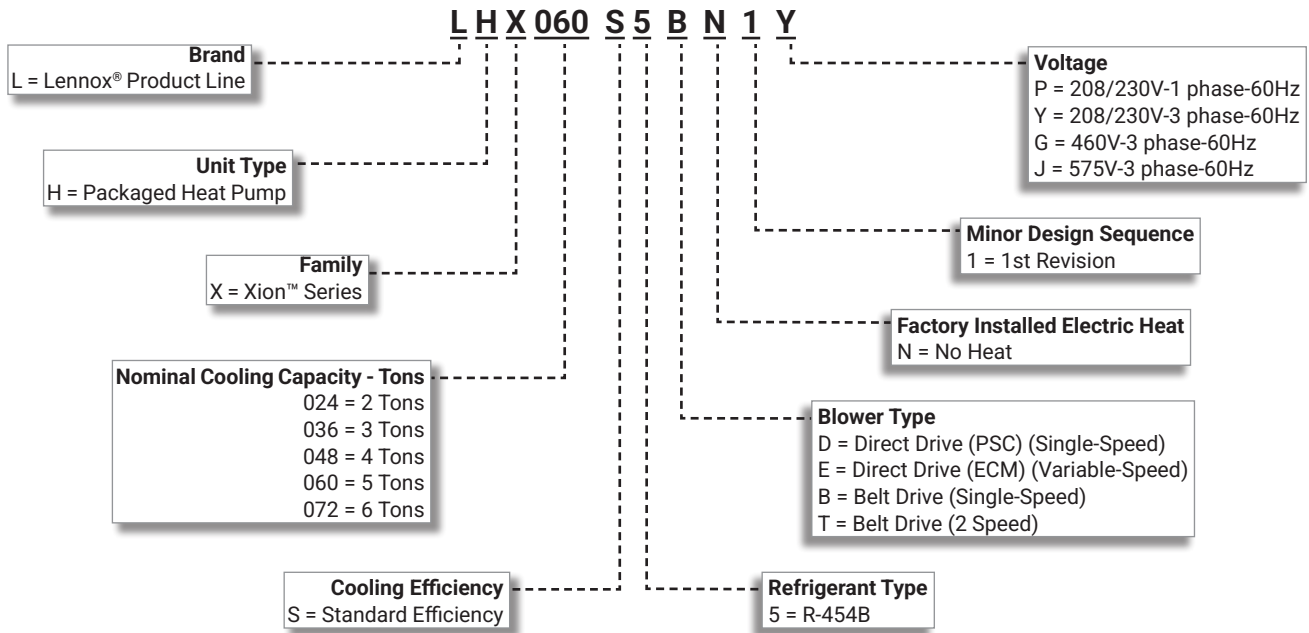 L H X 060 S 5 B N 1 Y
Brand
L = Lennox® Product Line
Unit Type
H = Packaged Heat Pump
Family
X = Xion™ Series
Nominal Cooling Capacity - Tons
024 = 2 Tons
036 = 3 Tons
048 = 4 Tons
060 = 5 Tons
072 = 6 Tons
Cooling Efficiency
S = Standard Efficiency
Refrigerant Type
5 = R-454B
Blower Type
D = Direct Drive (PSC) (Single-Speed)
E = Direct Drive (ECM) (Variable-Speed)
B = Belt Drive (Single-Speed)
T = Belt Drive (2 Speed)
Factory Installed Electric Heat
N = No Heat
Minor Design Sequence
1 = 1st Revision
Voltage
P = 208/230V-1 phase-60Hz
Y = 208/230V-3 phase-60Hz
G = 460V-3 phase-60Hz
J = 575V-3 phase-60Hz